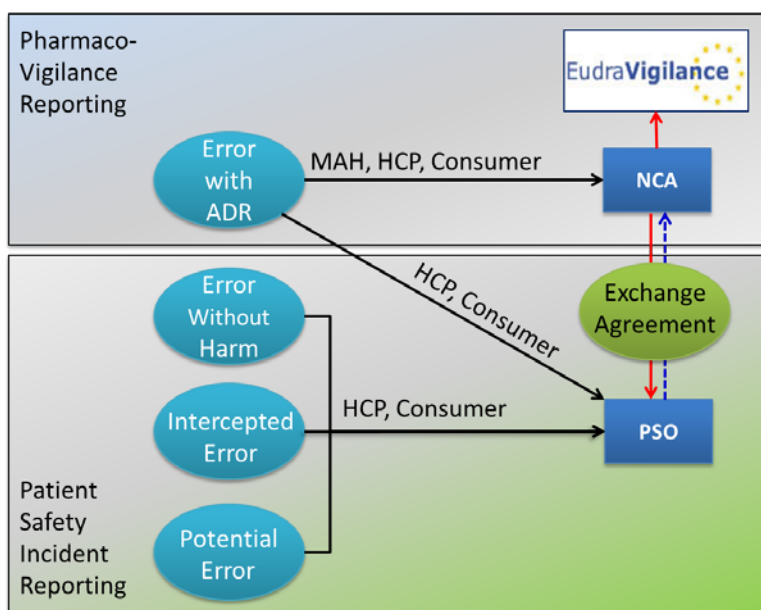 Pharmaco-
Vigilance
Reporting
EudraVigilance
Error
with
ADR
MAH, HCP, Consumer
NCA
HCP, Consumer
Error
Without
Harm
Exchange
Agreement
Intercepted
Error
HCP, Consumer
PSO
Patient
Safety
Incident
Reporting
Potential
Error